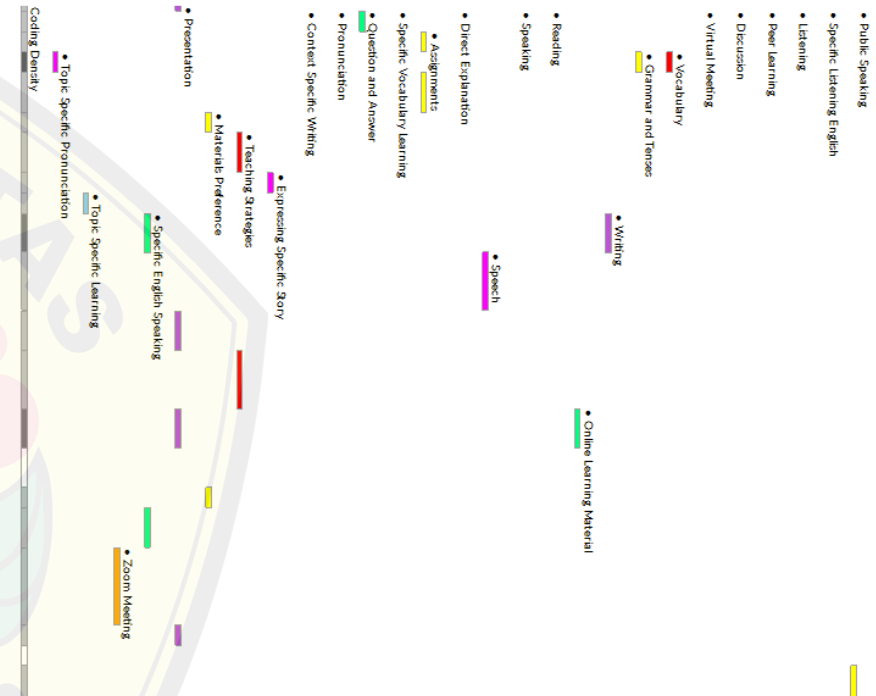 • Public Speaking
• Specific Listening English
• Listening
• Peer Learning
• Discussion
• Virtual Meeting
• Vocabulary
• Grammar and Tenses
• Writing
• Online Learning Material
• Reading
• Speaking
• Speech
• Direct Explanation
• Assignments
• Specific Vocabulary Learning
• Question and Answer
• Pronunciation
• Context Specific Writing
• Expressing Specific Story
• Teaching Strategies
• Materials Preference
• Presentation
• Specific English Speaking
• Zoom Meeting
• Topic Specific Learning
• Topic Specific Pronunciation
Coding Density
AS